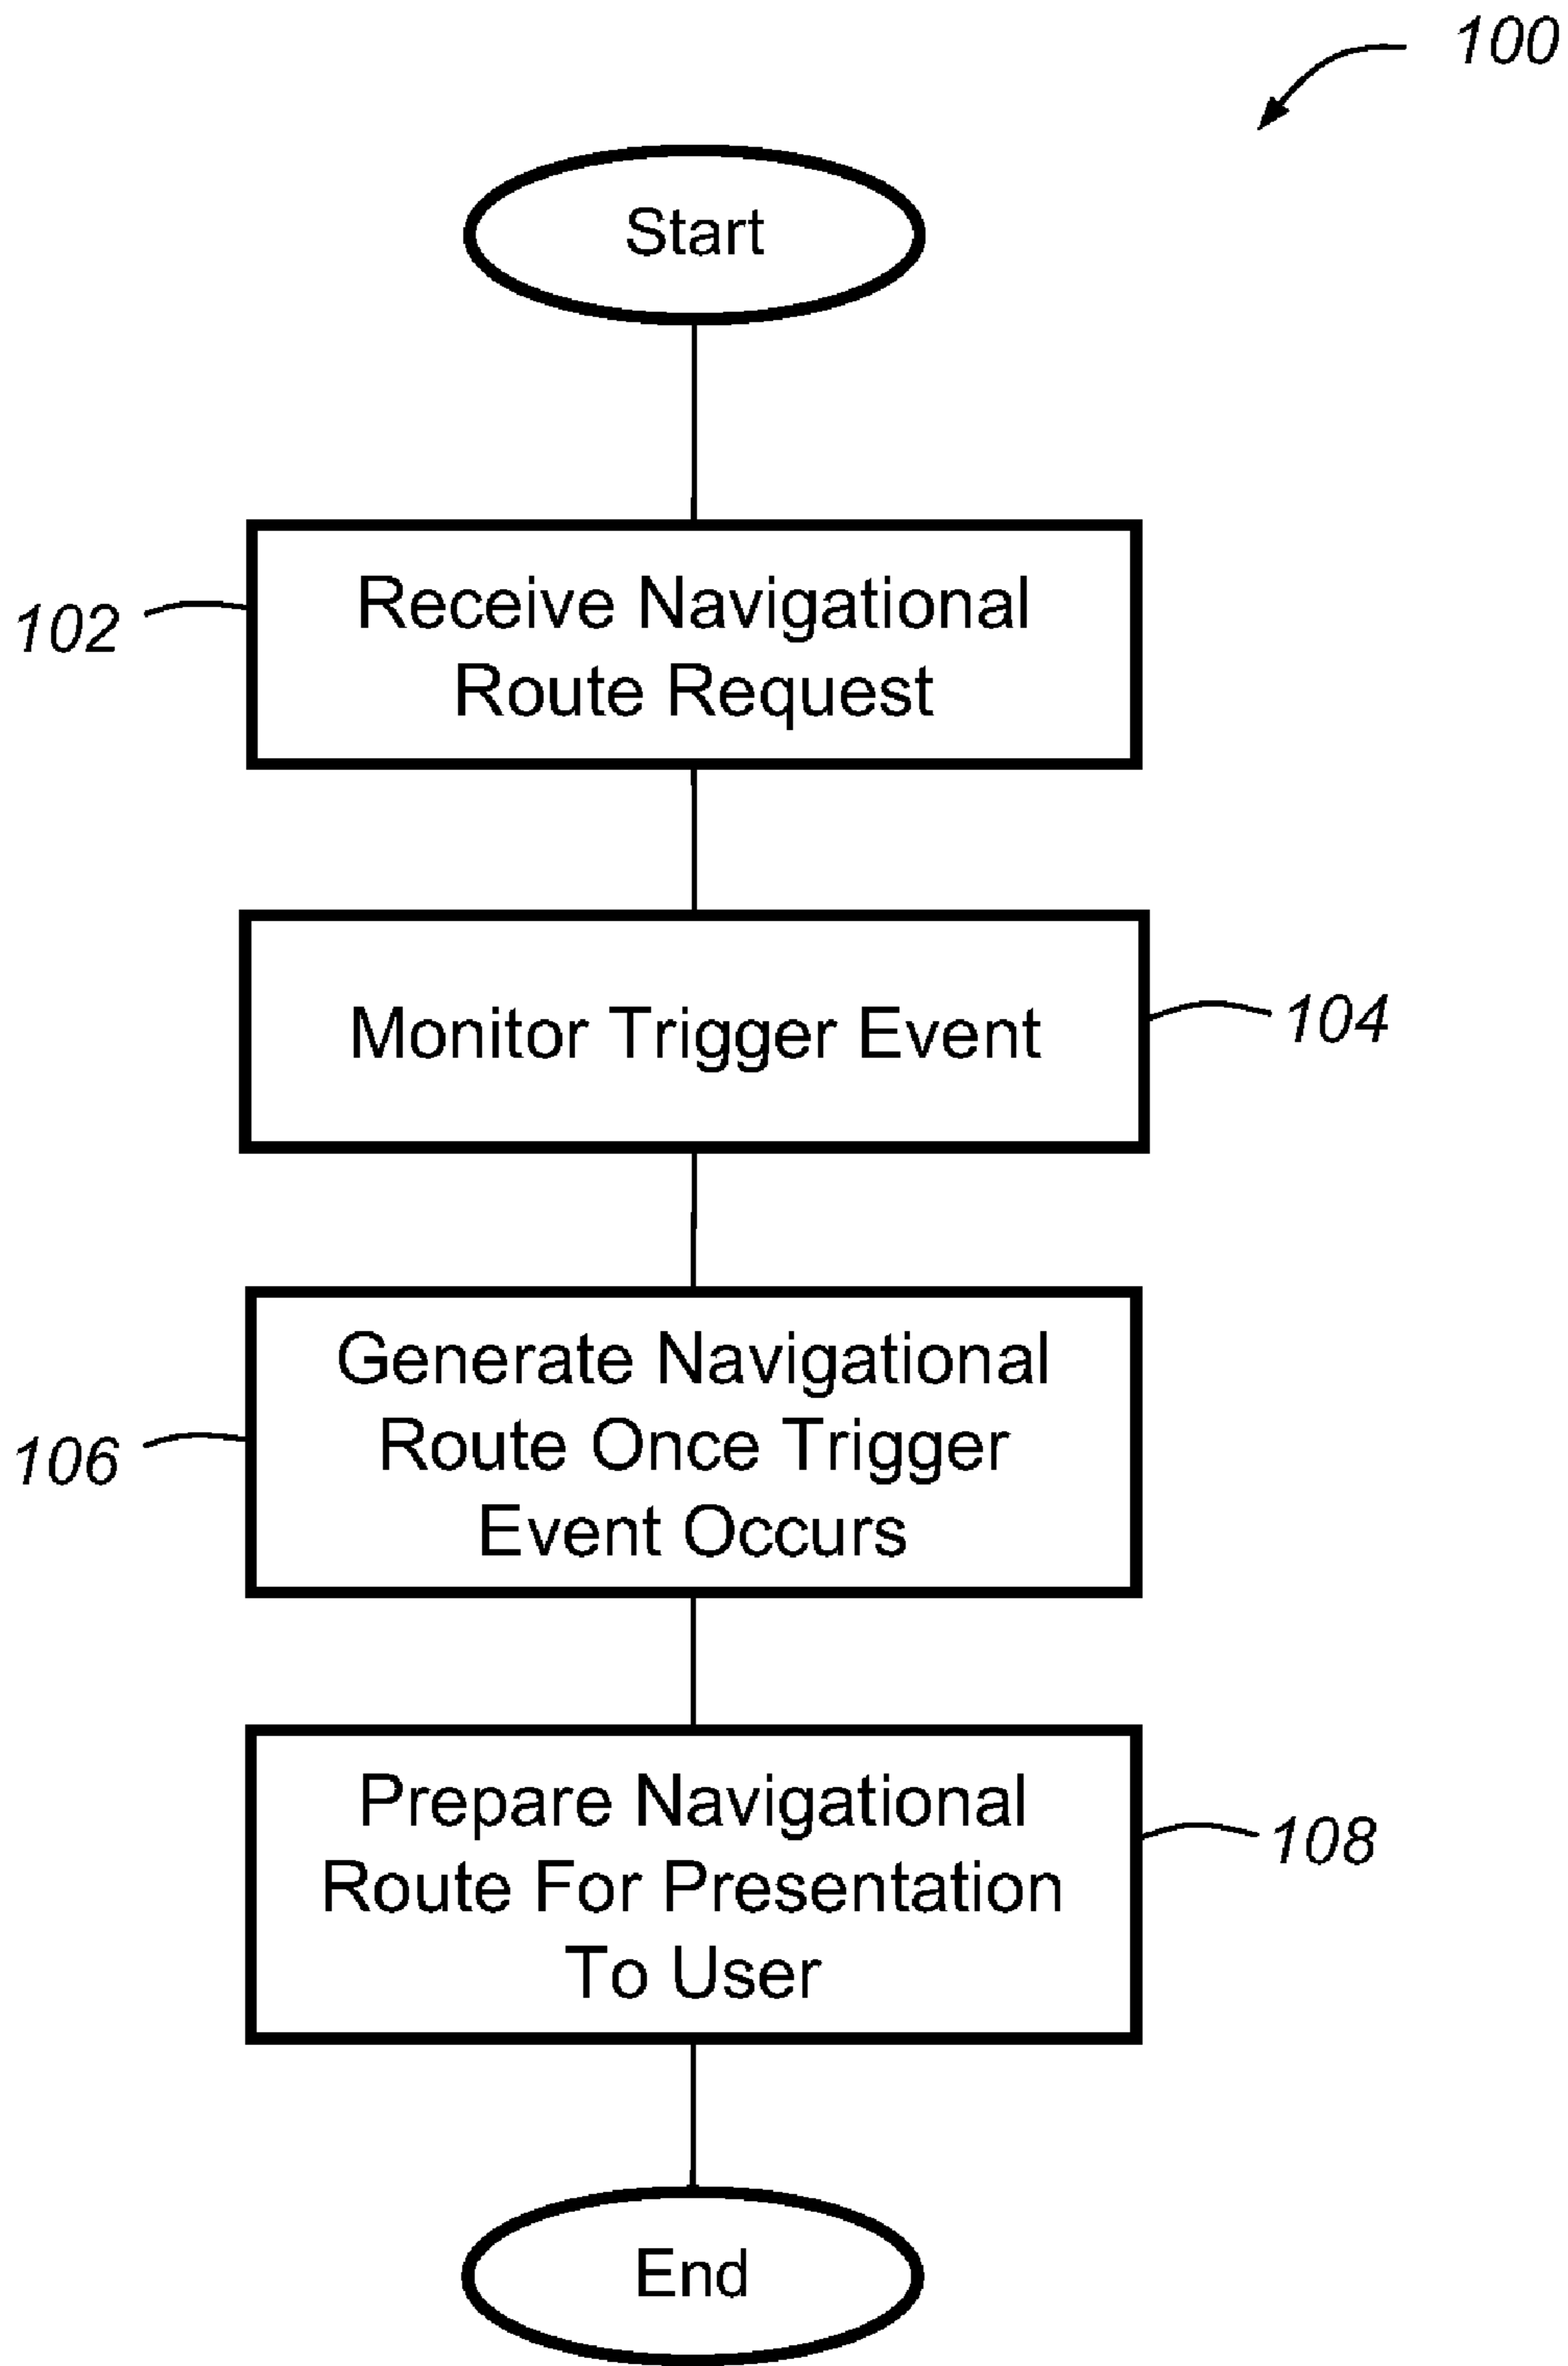 100
Start
102
Receive Navigational
Route Request
Monitor Trigger Event
104
Generate Navigational
Route Once Trigger
Event Occurs
106
Prepare Navigational
Route For Presentation
To User
108
End